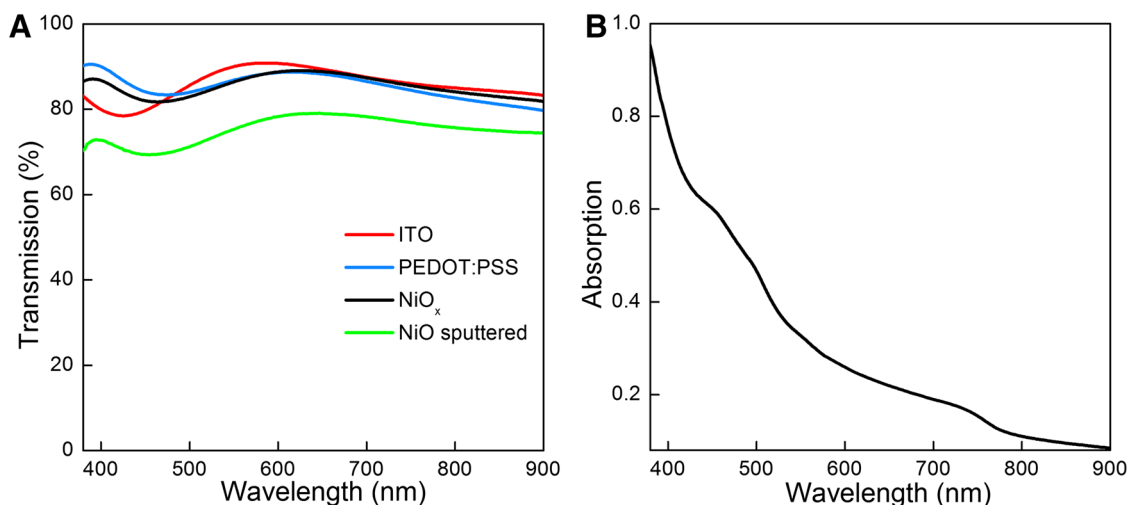 A
100
80
60
40
20
0
Transmission (%)
400 500 600 700 800 900
Wavelength (nm)
ITO
PEDOT:PSS
NiOx
NiO sputtered
B
1.0
0.8
0.6
0.4
0.2
Absorption
400 500 600 700 800 900
Wavelength (nm)